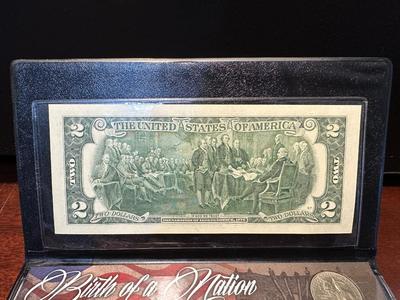 2 THE UNITED STATES OF AMERICA 2
TWO TWO
2 TWO DOLLARS TWO DOLLARS 2
Birth of a Nation